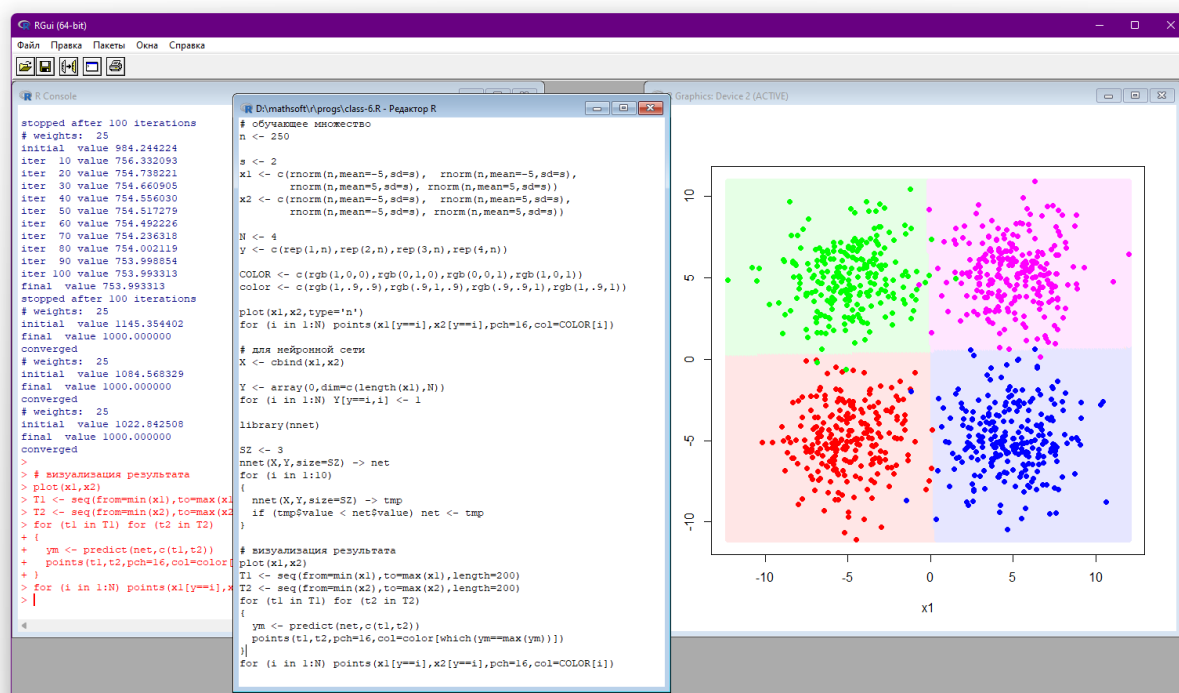 RGui (64-bit)
Файл Правка Пакеты Окна Справка
R Console
stopped after 100 iterations
# weights:  25
initial  value 984.244224
iter  10 value 756.332093
iter  20 value 754.738221
iter  30 value 754.660905
iter  40 value 754.556030
iter  50 value 754.517279
iter  60 value 754.492226
iter  70 value 754.236318
iter  80 value 754.002119
iter  90 value 753.998854
iter 100 value 753.993313
final  value 753.993313
stopped after 100 iterations
# weights:  25
initial  value 1145.354402
final  value 1000.000000
converged
# weights:  25
initial  value 1084.568329
final  value 1000.000000
converged
# weights:  25
initial  value 1022.842508
final  value 1000.000000
converged
>
> # визуализация результата
> plot(x1,x2)
> T1 <- seq(from=min(x1),to=max(x1
> T2 <- seq(from=min(x2),to=max(x2
> for (t1 in T1) for (t2 in T2)
+ {
+   ym <- predict(net,c(t1,t2))
+   points(t1,t2,pch=16,col=color[
+ }
> for (i in 1:N) points(x1[y==i],x
>
D:\mathsoft\r\progs\class-6.R - Редактор R
# обучающее множество
n <- 250
s <- 2
x1 <- c(rnorm(n,mean=-5,sd=s),  rnorm(n,mean=-5,sd=s),
rnorm(n,mean=5,sd=s), rnorm(n,mean=5,sd=s))
x2 <- c(rnorm(n,mean=-5,sd=s),  rnorm(n,mean=5,sd=s),
rnorm(n,mean=-5,sd=s), rnorm(n,mean=5,sd=s))
N <- 4
y <- c(rep(1,n),rep(2,n),rep(3,n),rep(4,n))
COLOR <- c(rgb(1,0,0),rgb(0,1,0),rgb(0,0,1),rgb(1,0,1))
color <- c(rgb(1,.9,.9),rgb(.9,1,.9),rgb(.9,.9,1),rgb(1,.9,1))
plot(x1,x2,type='n')
for (i in 1:N) points(x1[y==i],x2[y==i],pch=16,col=COLOR[i])
# для нейронной сети
X <- cbind(x1,x2)
Y <- array(0,dim=c(length(x1),N))
for (i in 1:N) Y[y==i,i] <- 1
library(nnet)
SZ <- 3
nnet(X,Y,size=SZ) -> net
for (i in 1:10)
{
nnet(X,Y,size=SZ) -> tmp
if (tmp$value < net$value) net <- tmp
}
# визуализация результата
plot(x1,x2)
T1 <- seq(from=min(x1),to=max(x1),length=200)
T2 <- seq(from=min(x2),to=max(x2),length=200)
for (t1 in T1) for (t2 in T2)
{
ym <- predict(net,c(t1,t2))
points(t1,t2,pch=16,col=color[which(ym==max(ym))])
}
for (i in 1:N) points(x1[y==i],x2[y==i],pch=16,col=COLOR[i])
R Graphics: Device 2 (ACTIVE)
10
5
0
-5
-10
-10 -5 0 5 10
x1